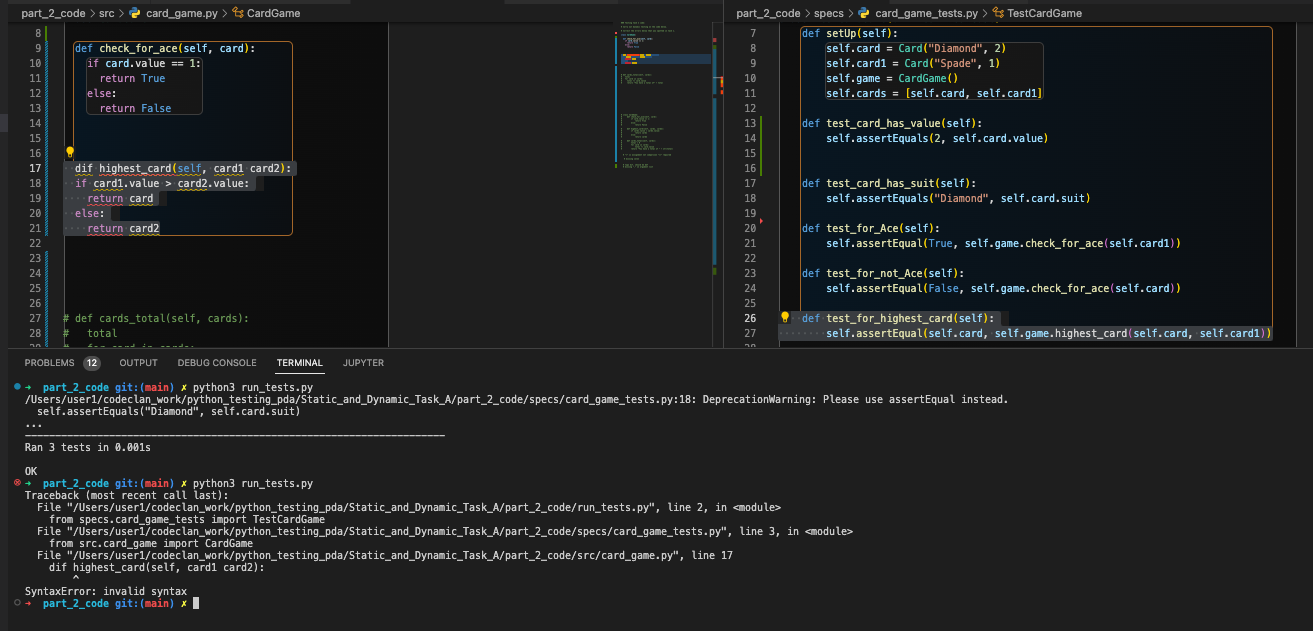 part_2_code > src > card_game.py > CardGame
8
9 def check_for_ace(self, card):
10 if card.value == 1:
11 return True
12 else:
13 return False
14
15
16
17 dif highest_card(self, card1 card2):
18 if card1.value > card2.value:
19 return card
20 else:
21 return card2
22
23
24
25
26
27 # def cards_total(self, cards):
28 # total
part_2_code > specs > card_game_tests.py > TestCardGame
7 def setUp(self):
8 self.card = Card("Diamond", 2)
9 self.card1 = Card("Spade", 1)
10 self.game = CardGame()
11 self.cards = [self.card, self.card1]
12
13 def test_card_has_value(self):
14 self.assertEquals(2, self.card.value)
15
16
17 def test_card_has_suit(self):
18 self.assertEquals("Diamond", self.card.suit)
19
20 def test_for_Ace(self):
21 self.assertEqual(True, self.game.check_for_ace(self.card1))
22
23 def test_for_not_Ace(self):
24 self.assertEqual(False, self.game.check_for_ace(self.card))
25
26 def test_for_highest_card(self):
27 self.assertEqual(self.card, self.game.highest_card(self.card, self.card1))
PROBLEMS 12 OUTPUT DEBUG CONSOLE TERMINAL JUPYTER
→ part_2_code git:(main) ✗ python3 run_tests.py
/Users/user1/codeclan_work/python_testing_pda/Static_and_Dynamic_Task_A/part_2_code/specs/card_game_tests.py:18: DeprecationWarning: Please use assertEqual instead.
self.assertEquals("Diamond", self.card.suit)
...
----------------------------------------------------------------------
Ran 3 tests in 0.001s
OK
→ part_2_code git:(main) ✗ python3 run_tests.py
Traceback (most recent call last):
File "/Users/user1/codeclan_work/python_testing_pda/Static_and_Dynamic_Task_A/part_2_code/run_tests.py", line 2, in <module>
from specs.card_game_tests import TestCardGame
File "/Users/user1/codeclan_work/python_testing_pda/Static_and_Dynamic_Task_A/part_2_code/specs/card_game_tests.py", line 3, in <module>
from src.card_game import CardGame
File "/Users/user1/codeclan_work/python_testing_pda/Static_and_Dynamic_Task_A/part_2_code/src/card_game.py", line 17
dif highest_card(self, card1 card2):
^
SyntaxError: invalid syntax
→ part_2_code git:(main) ✗